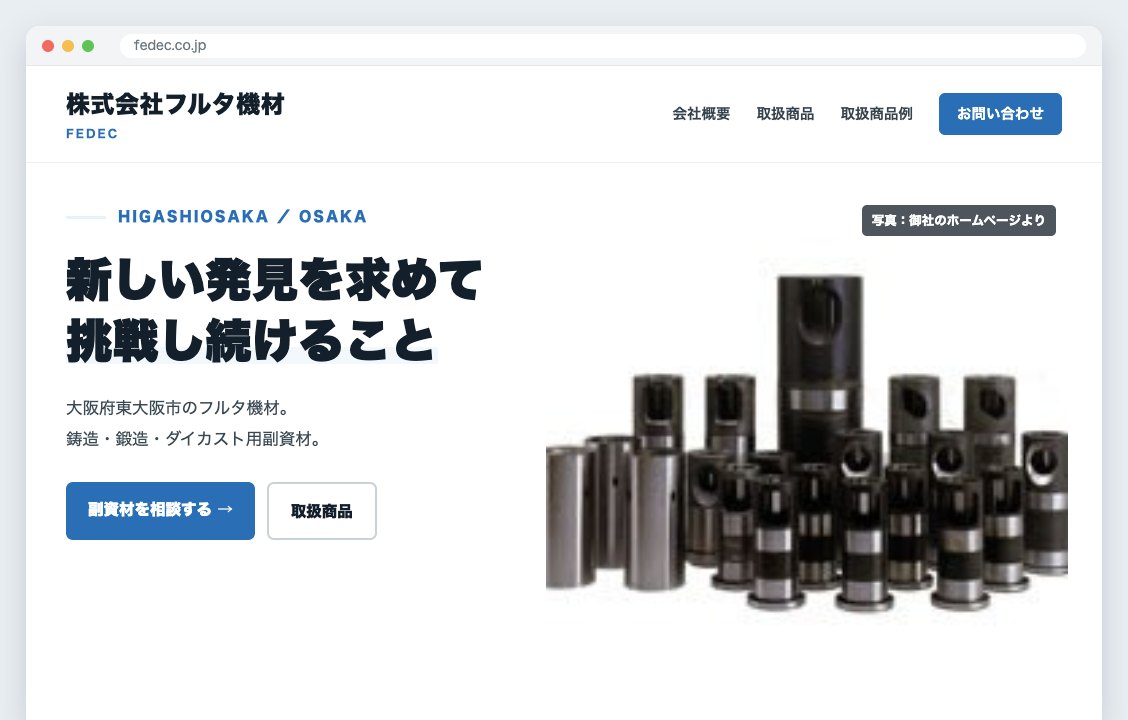 fedec.co.jp
株式会社フルタ機材
FEDEC
会社概要
取扱商品
取扱商品例
お問い合わせ
HIGASHIOSAKA / OSAKA
写真：御社のホームページより
新しい発見を求めて
挑戦し続けること
大阪府東大阪市のフルタ機材。
鋳造・鍛造・ダイカスト用副資材。
副資材を相談する →
取扱商品